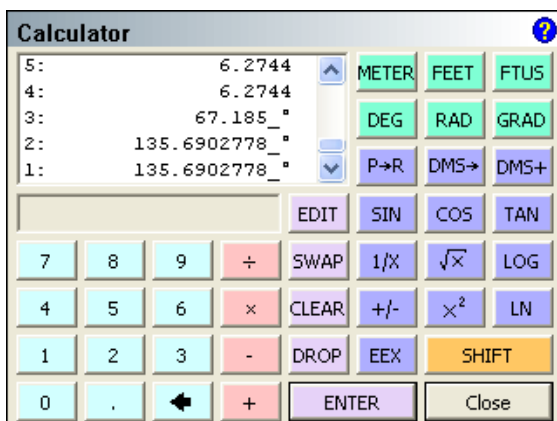 Calculator ?
5: 6.2744 METER FEET FTUS
4: 6.2744
3: 67.185_° DEG RAD GRAD
2: 135.6902778_°
1: 135.6902778_° P→R DMS→ DMS+
EDIT SIN COS TAN
7 8 9 ÷ SWAP 1/X √x LOG
4 5 6 × CLEAR +/- x² LN
1 2 3 - DROP EEX SHIFT
0 . 🡄 + ENTER Close